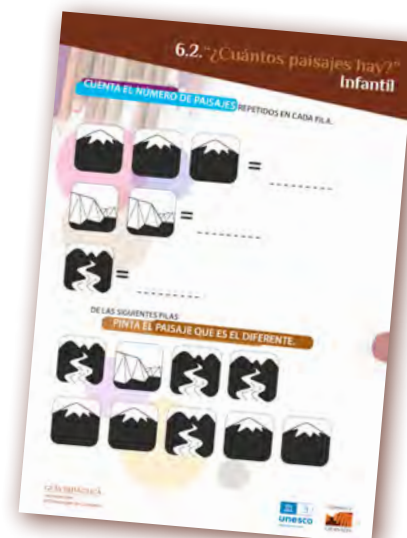 6.2. "¿Cuántos paisajes hay?"
Infantil
CUENTA EL NÚMERO DE PAISAJES REPETIDOS EN CADA FILA.
=
=
=
DE LAS SIGUIENTES FILAS
PINTA EL PAISAJE QUE ES EL DIFERENTE.
unesco